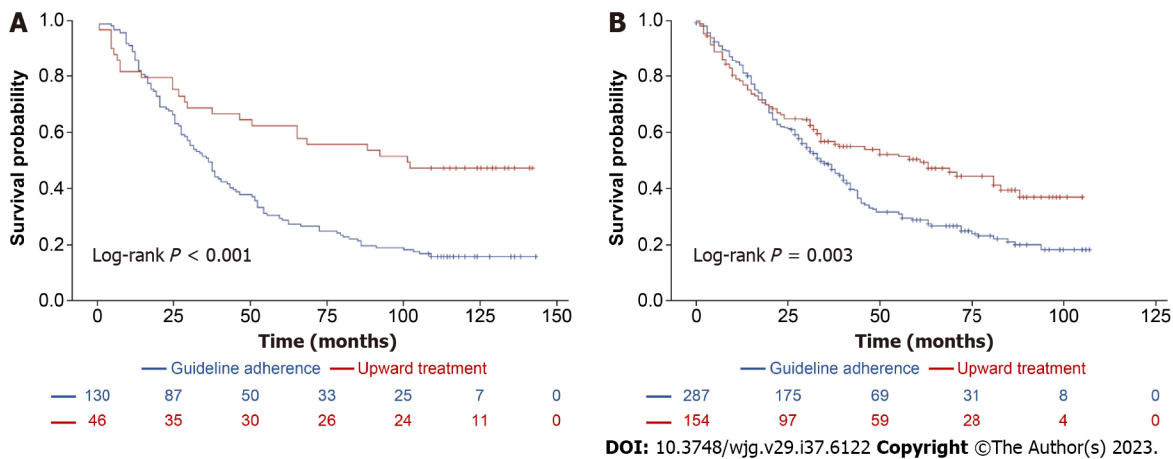 A
Survival probability
1.0
0.8
0.6
0.4
0.2
0.0
Log-rank P < 0.001
0 25 50 75 100 125 150
Time (months)
Guideline adherence Upward treatment
130 87 50 33 25 7 0
46 35 30 26 24 11 0
B
Survival probability
1.0
0.8
0.6
0.4
0.2
0.0
Log-rank P = 0.003
0 25 50 75 100 125
Time (months)
Guideline adherence Upward treatment
287 175 69 31 8 0
154 97 59 28 4 0
DOI: 10.3748/wjg.v29.i37.6122 Copyright ©The Author(s) 2023.